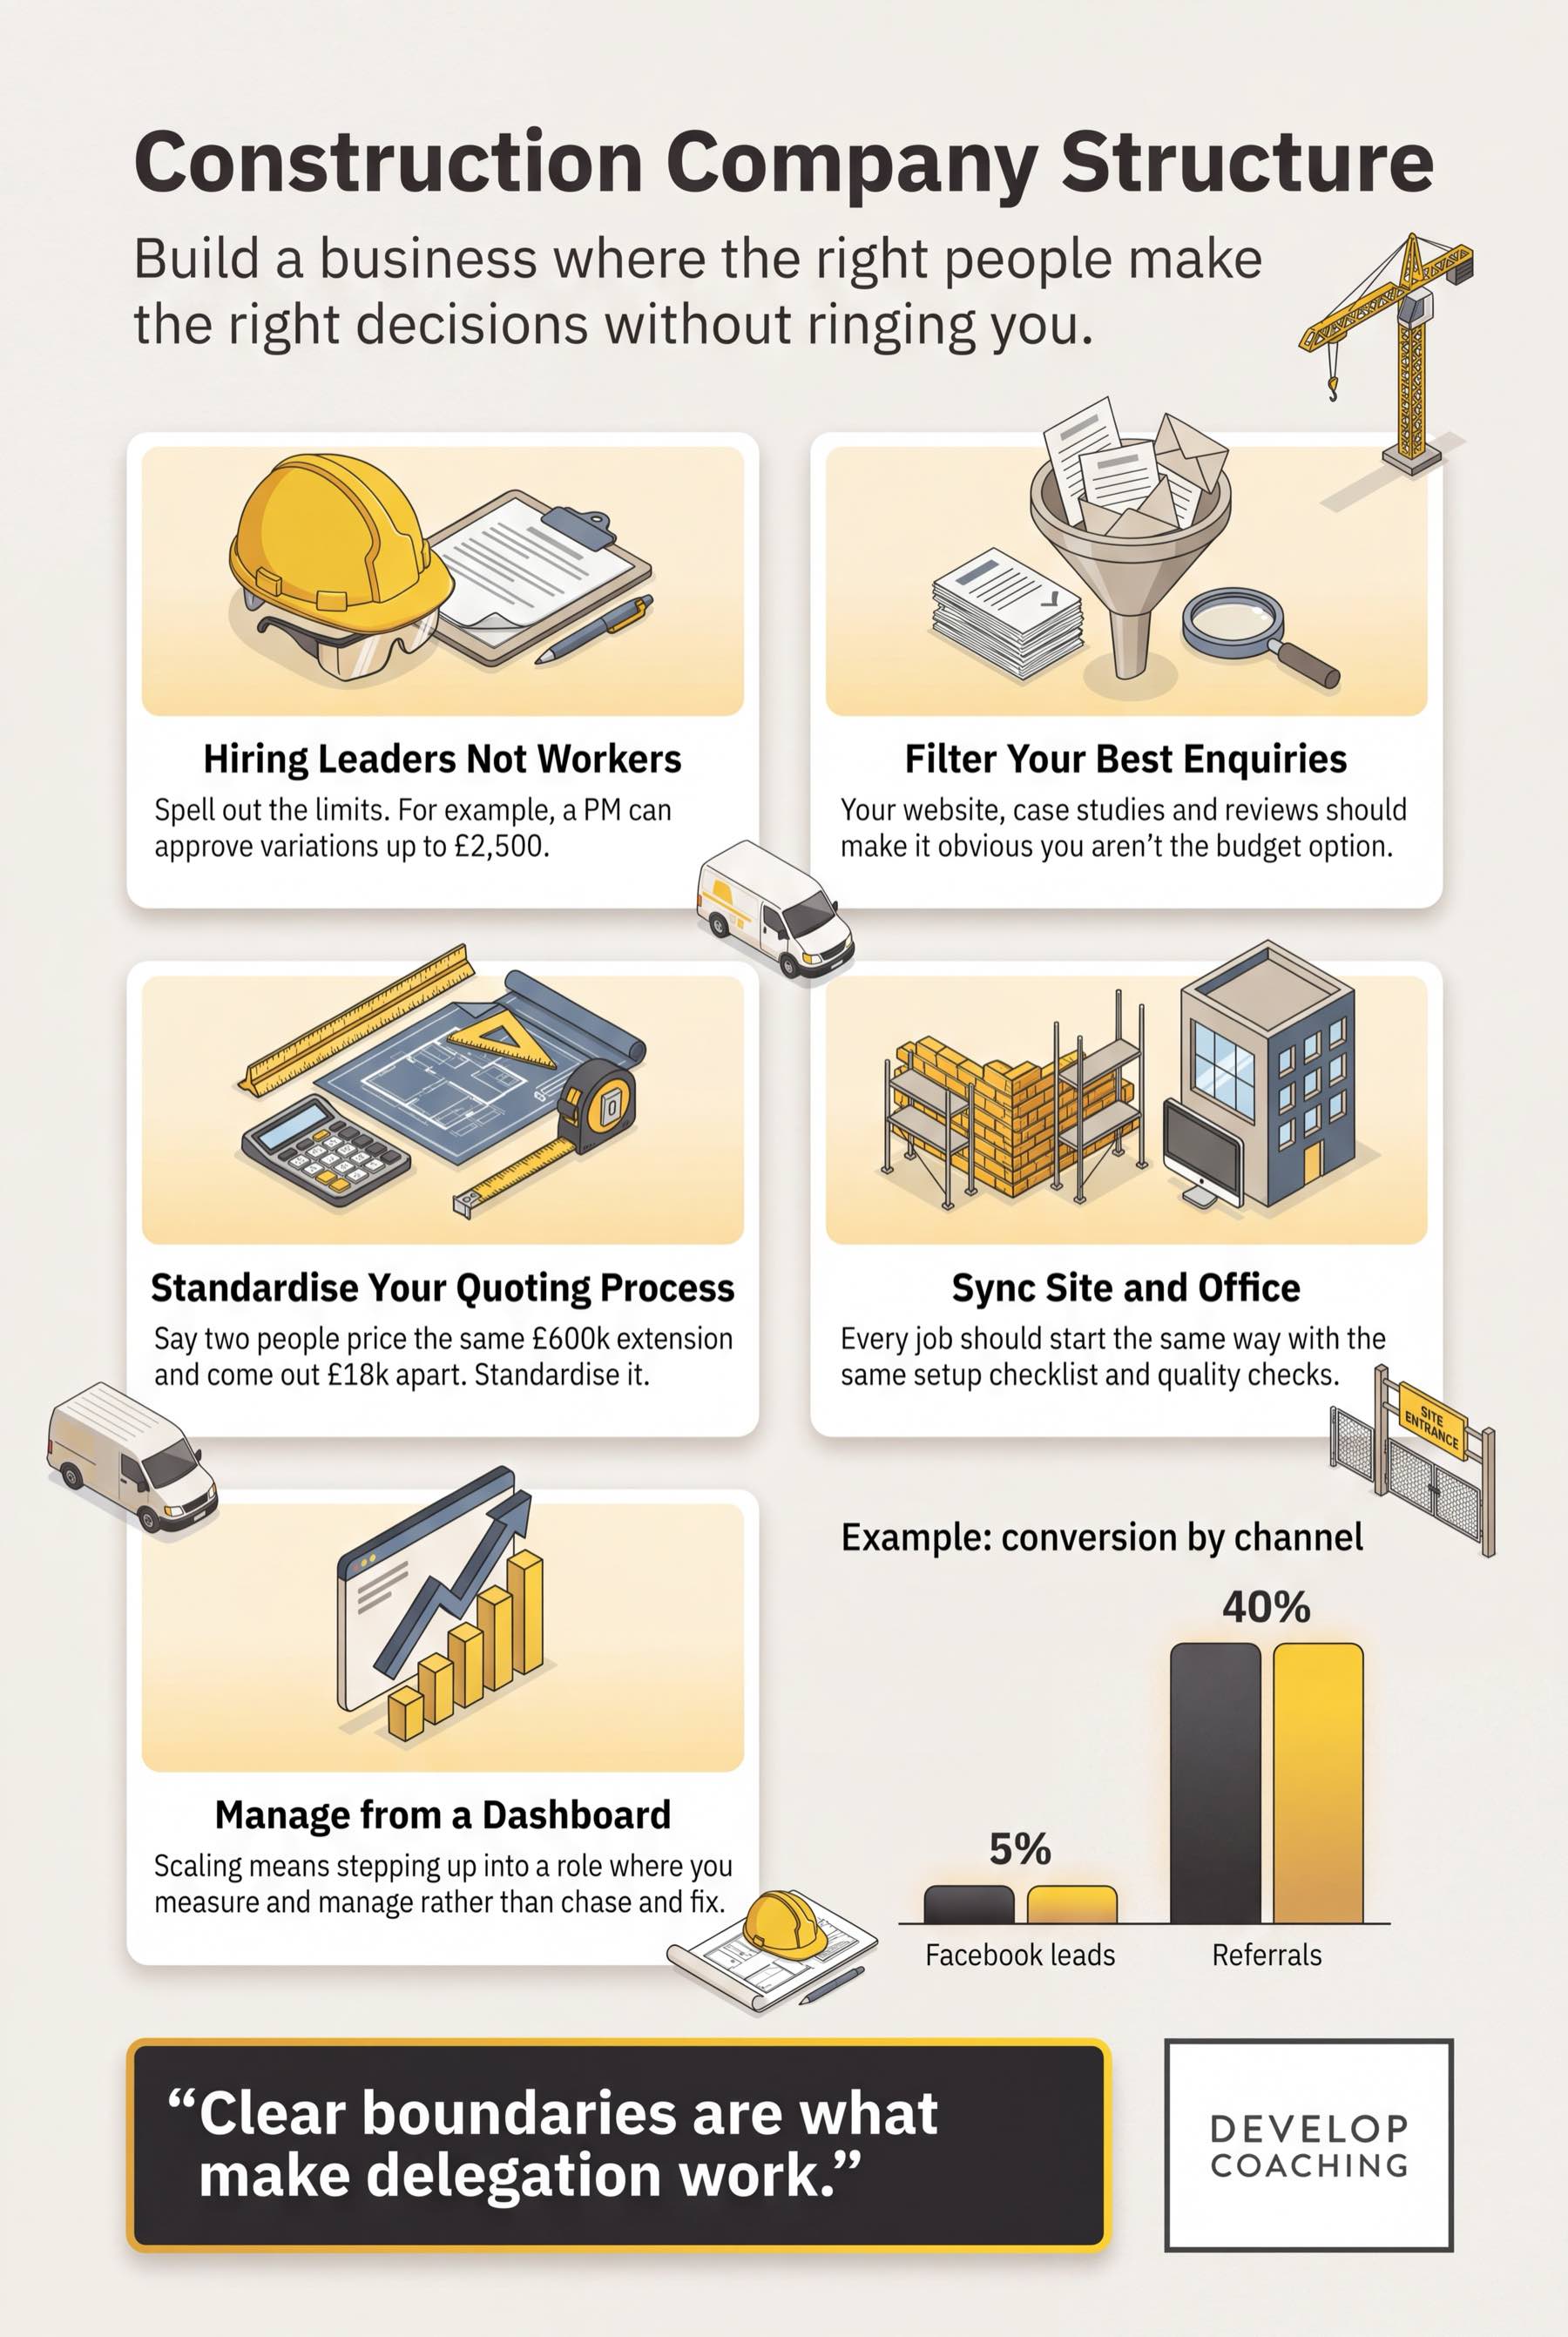 Construction Company Structure
Build a business where the right people make
the right decisions without ringing you.
Hiring Leaders Not Workers
Spell out the limits. For example, a PM can
approve variations up to £2,500.
Filter Your Best Enquiries
Your website, case studies and reviews should
make it obvious you aren’t the budget option.
Standardise Your Quoting Process
Say two people price the same £600k extension
and come out £18k apart. Standardise it.
Sync Site and Office
Every job should start the same way with the
same setup checklist and quality checks.
SITE
ENTRANCE
Manage from a Dashboard
Scaling means stepping up into a role where you
measure and manage rather than chase and fix.
Example: conversion by channel
40%
5%
Facebook leads
Referrals
“Clear boundaries are what
make delegation work.”
DEVELOP
COACHING